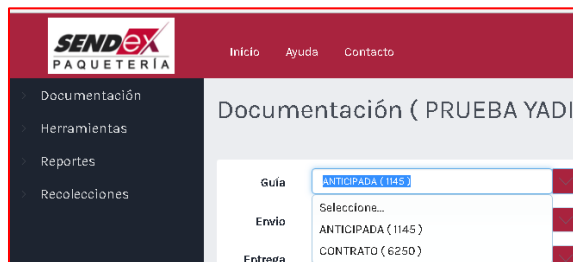 SENDEX
PAQUETERÍA
Inicio Ayuda Contacto
Documentación
Herramientas
Reportes
Recolecciones
Documentación ( PRUEBA YADI
Guía
ANTICIPADA ( 1145 )
Seleccione...
ANTICIPADA ( 1145 )
CONTRATO ( 6250 )
Envio
Entrega